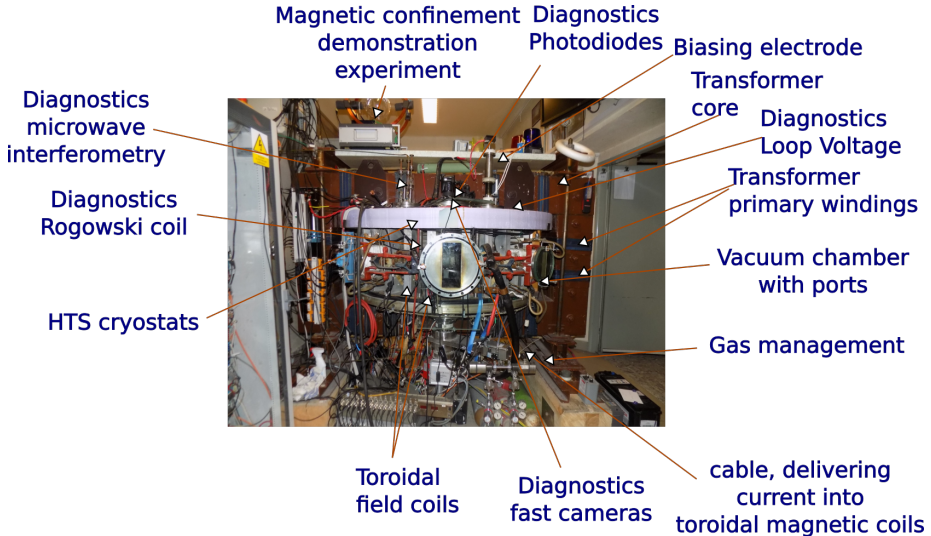 Magnetic confinement
demonstration
experiment
Diagnostics
Photodiodes
Biasing electrode
Transformer
core
Diagnostics
Loop Voltage
Transformer
primary windings
Vacuum chamber
with ports
Gas management
cable, delivering
current into
toroidal magnetic coils
Diagnostics
fast cameras
Toroidal
field coils
HTS cryostats
Diagnostics
Rogowski coil
Diagnostics
microwave
interferometry